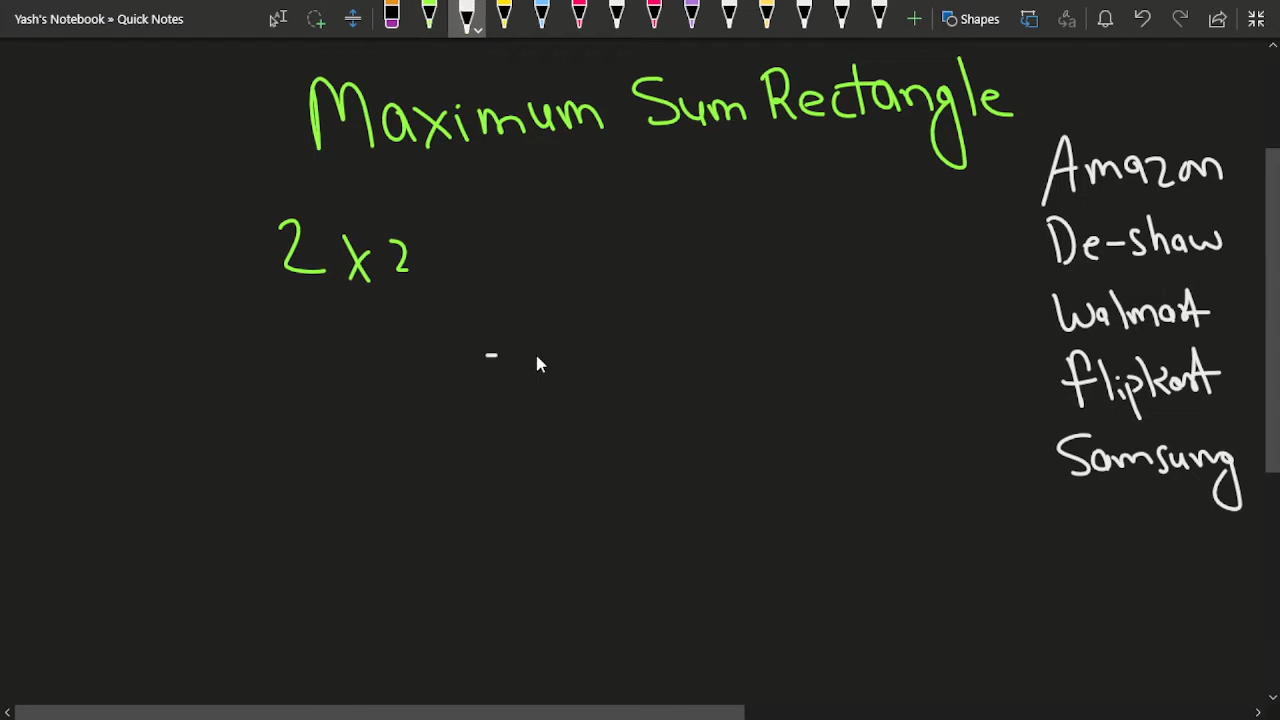 Yash's Notebook » Quick Notes
Shapes
Maximum Sum Rectangle
2 x 2
-
Amazon
De-shaw
Walmart
flipkart
Samsung